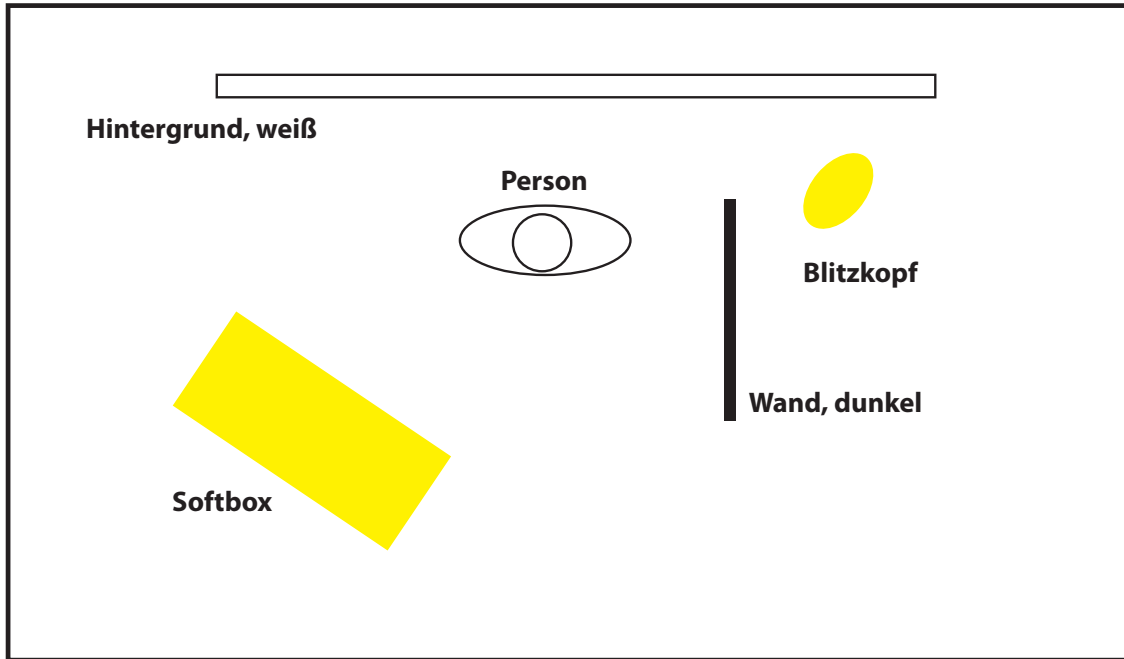 Hintergrund, weiß
Person
Blitzkopf
Wand, dunkel
Softbox